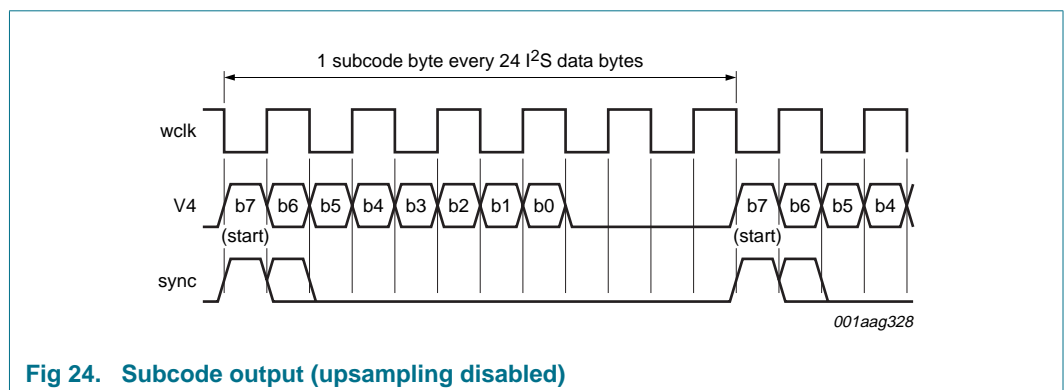 1 subcode byte every 24 I²S data bytes
wclk
V4 b7 b6 b5 b4 b3 b2 b1 b0 b7 b6 b5 b4
(start) (start)
sync
001aag328
Fig 24. Subcode output (upsampling disabled)